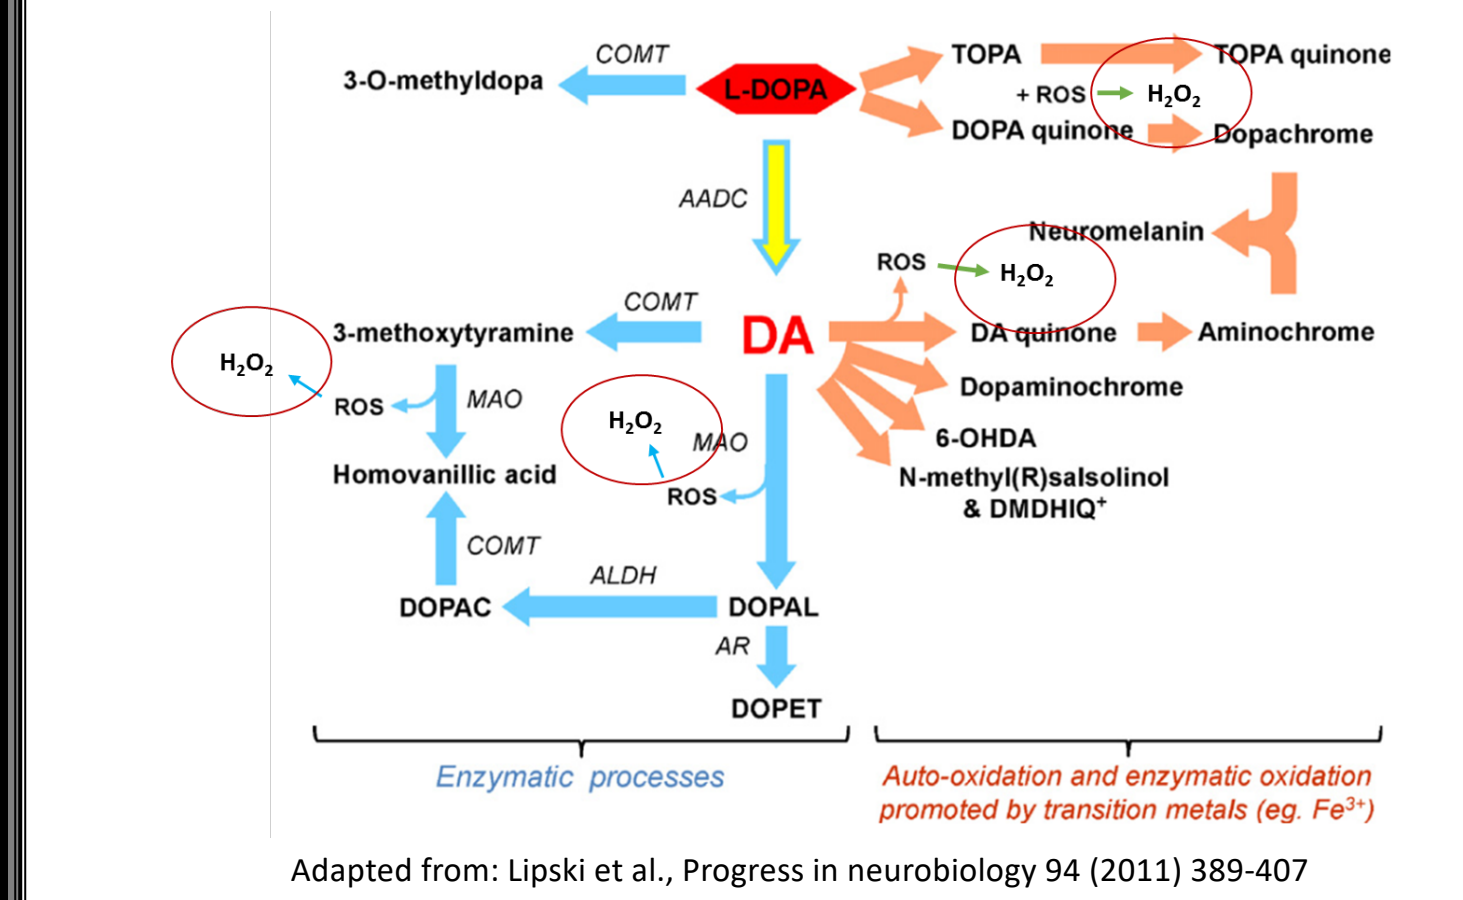 COMT
3-O-methyldopa
L-DOPA
TOPA
TOPA quinone
+ ROS
H₂O₂
DOPA quinone
Dopachrome
AADC
Neuromelanin
ROS
H₂O₂
COMT
3-methoxytyramine
DA
DA quinone
Aminochrome
H₂O₂
ROS
MAO
Dopaminochrome
H₂O₂
MAO
6-OHDA
Homovanillic acid
ROS
N-methyl(R)salsolinol
& DMDHIQ⁺
COMT
ALDH
DOPAC
DOPAL
AR
DOPET
Enzymatic processes
Auto-oxidation and enzymatic oxidation
promoted by transition metals (eg. Fe³⁺)
Adapted from: Lipski et al., Progress in neurobiology 94 (2011) 389-407